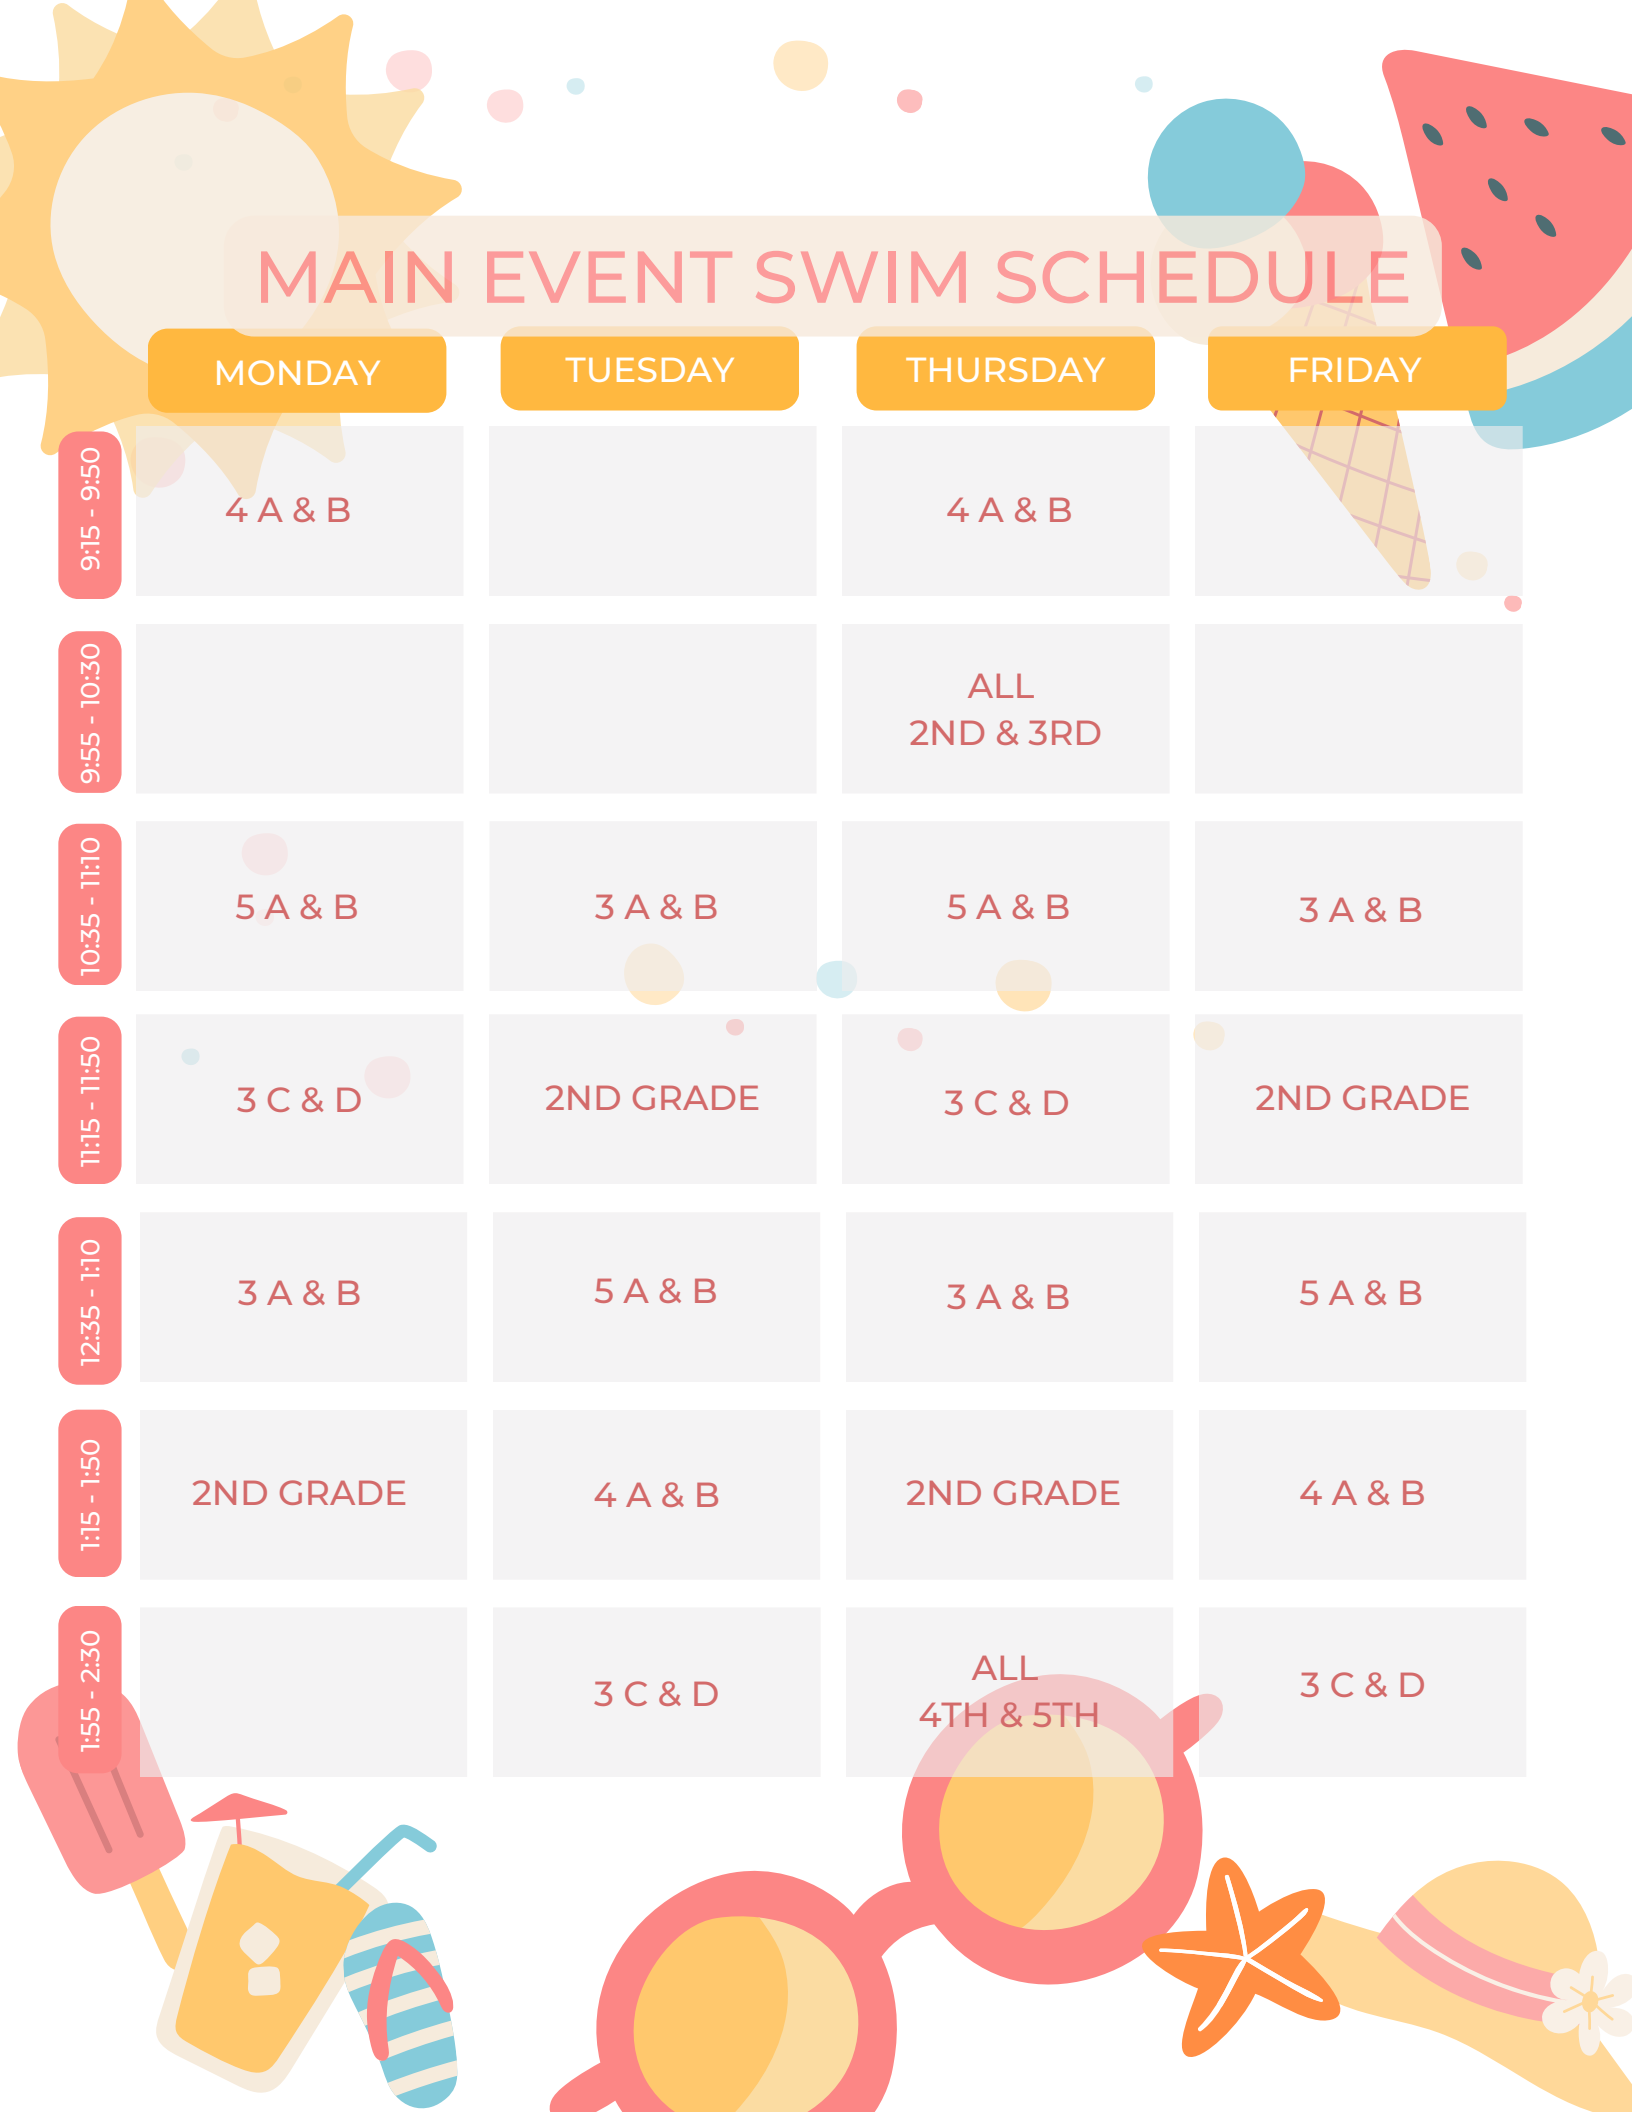 MAIN EVENT SWIM SCHEDULE
MONDAY
TUESDAY
THURSDAY
FRIDAY
9:15 - 9:50
4 A & B
4 A & B
9:55 - 10:30
ALL
2ND & 3RD
10:35 - 11:10
5 A & B
3 A & B
5 A & B
3 A & B
11:15 - 11:50
3 C & D
2ND GRADE
3 C & D
2ND GRADE
12:35 - 1:10
3 A & B
5 A & B
3 A & B
5 A & B
1:15 - 1:50
2ND GRADE
4 A & B
2ND GRADE
4 A & B
1:55 - 2:30
3 C & D
ALL
4TH & 5TH
3 C & D